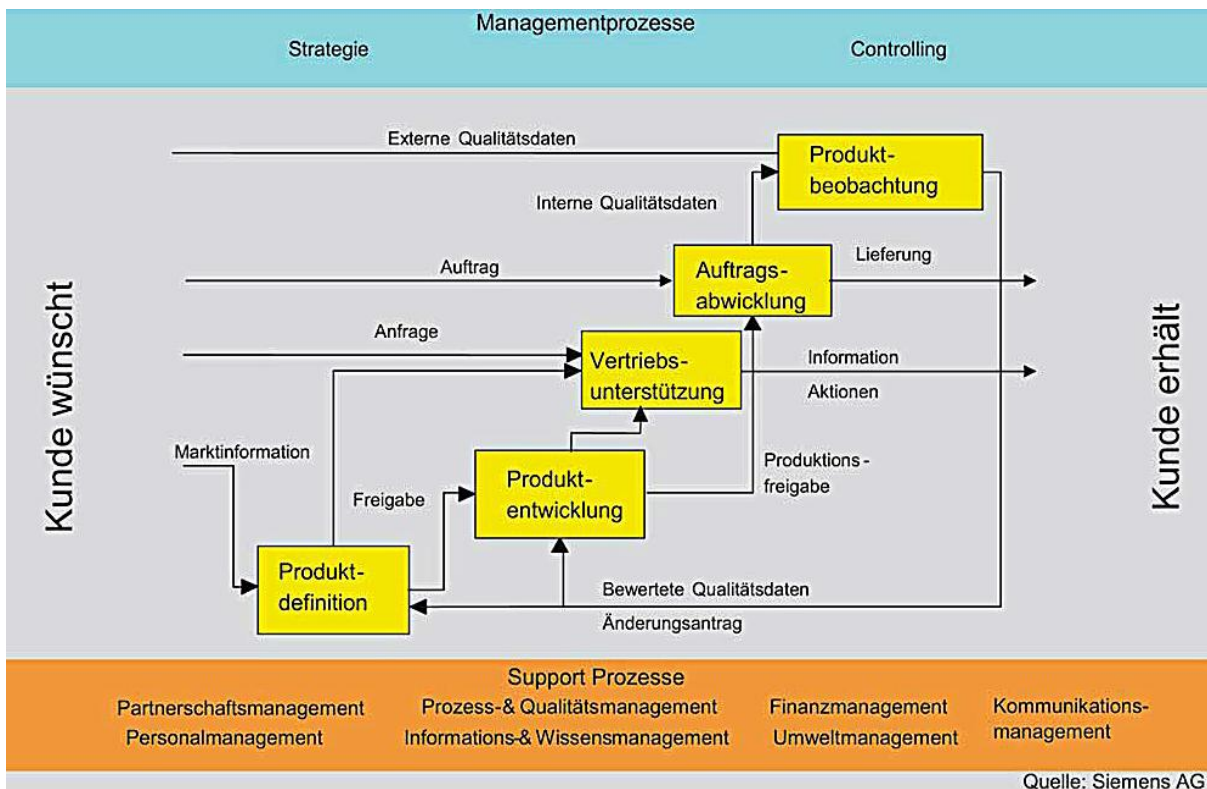 Managementprozesse
Strategie
Controlling
Kunde wünscht
Externe Qualitätsdaten
Produkt-
beobachtung
Interne Qualitätsdaten
Auftrag
Auftrags-
abwicklung
Lieferung
Anfrage
Vertriebs-
unterstützung
Information
Aktionen
Marktinformation
Freigabe
Produkt-
entwicklung
Produktions-
freigabe
Produkt-
definition
Bewertete Qualitätsdaten
Änderungsantrag
Kunde erhält
Support Prozesse
Partnerschaftsmanagement
Prozess-& Qualitätsmanagement
Finanzmanagement
Kommunikations-
management
Personalmanagement
Informations-& Wissensmanagement
Umweltmanagement
Quelle: Siemens AG